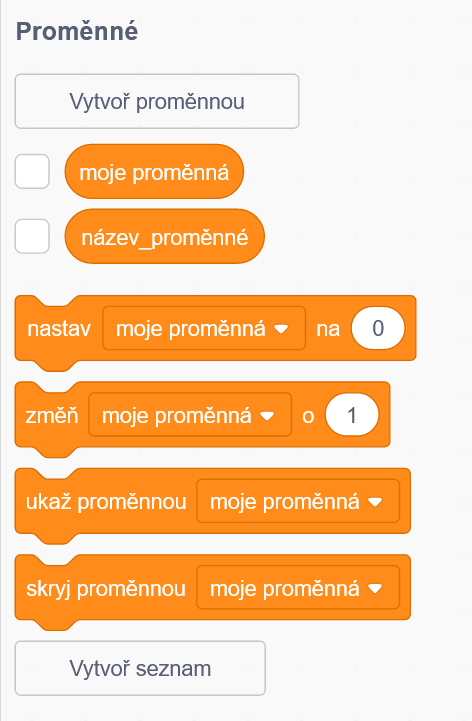 Proměnné
Vytvoř proměnnou
moje proměnná
název_proměnné
nastav moje proměnná na 0
změň moje proměnná o 1
ukaž proměnnou moje proměnná
skryj proměnnou moje proměnná
Vytvoř seznam